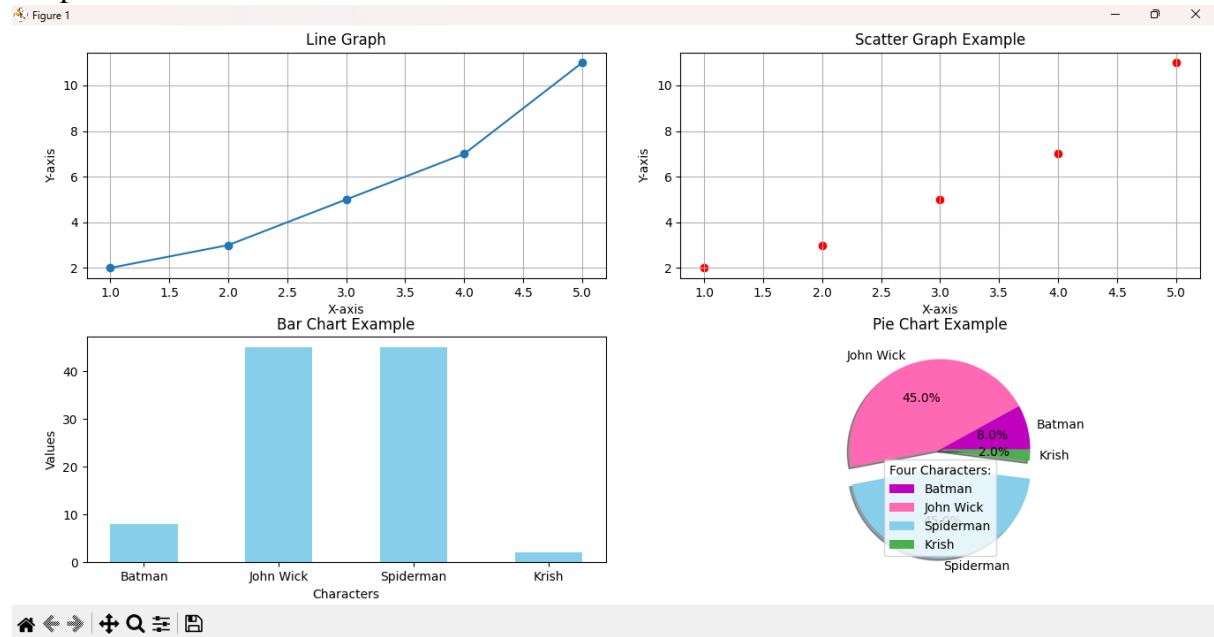 Figure 1
Line Graph
Y-axis
10
8
6
4
2
1.0 1.5 2.0 2.5 3.0 3.5 4.0 4.5 5.0
X-axis
Scatter Graph Example
Y-axis
10
8
6
4
2
1.0 1.5 2.0 2.5 3.0 3.5 4.0 4.5 5.0
X-axis
Bar Chart Example
Values
40
30
20
10
0
Batman John Wick Spiderman Krish
Characters
Pie Chart Example
John Wick
45.0%
Batman
8.0%
2.0%
Krish
Four Characters:
Batman
John Wick
45.0%
Spiderman
Krish
Spiderman